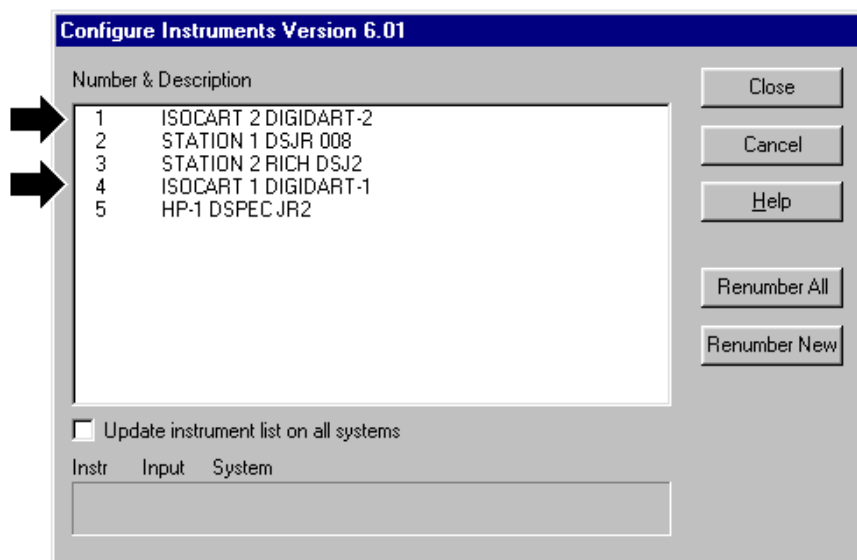 Configure Instruments Version 6.01
Number & Description
1 ISOCART 2 DIGIDART-2
2 STATION 1 DSJR 008
3 STATION 2 RICH DSJ2
4 ISOCART 1 DIGIDART-1
5 HP-1 DSPEC JR2
Close
Cancel
Help
Renumber All
Renumber New
Update instrument list on all systems
Instr Input System